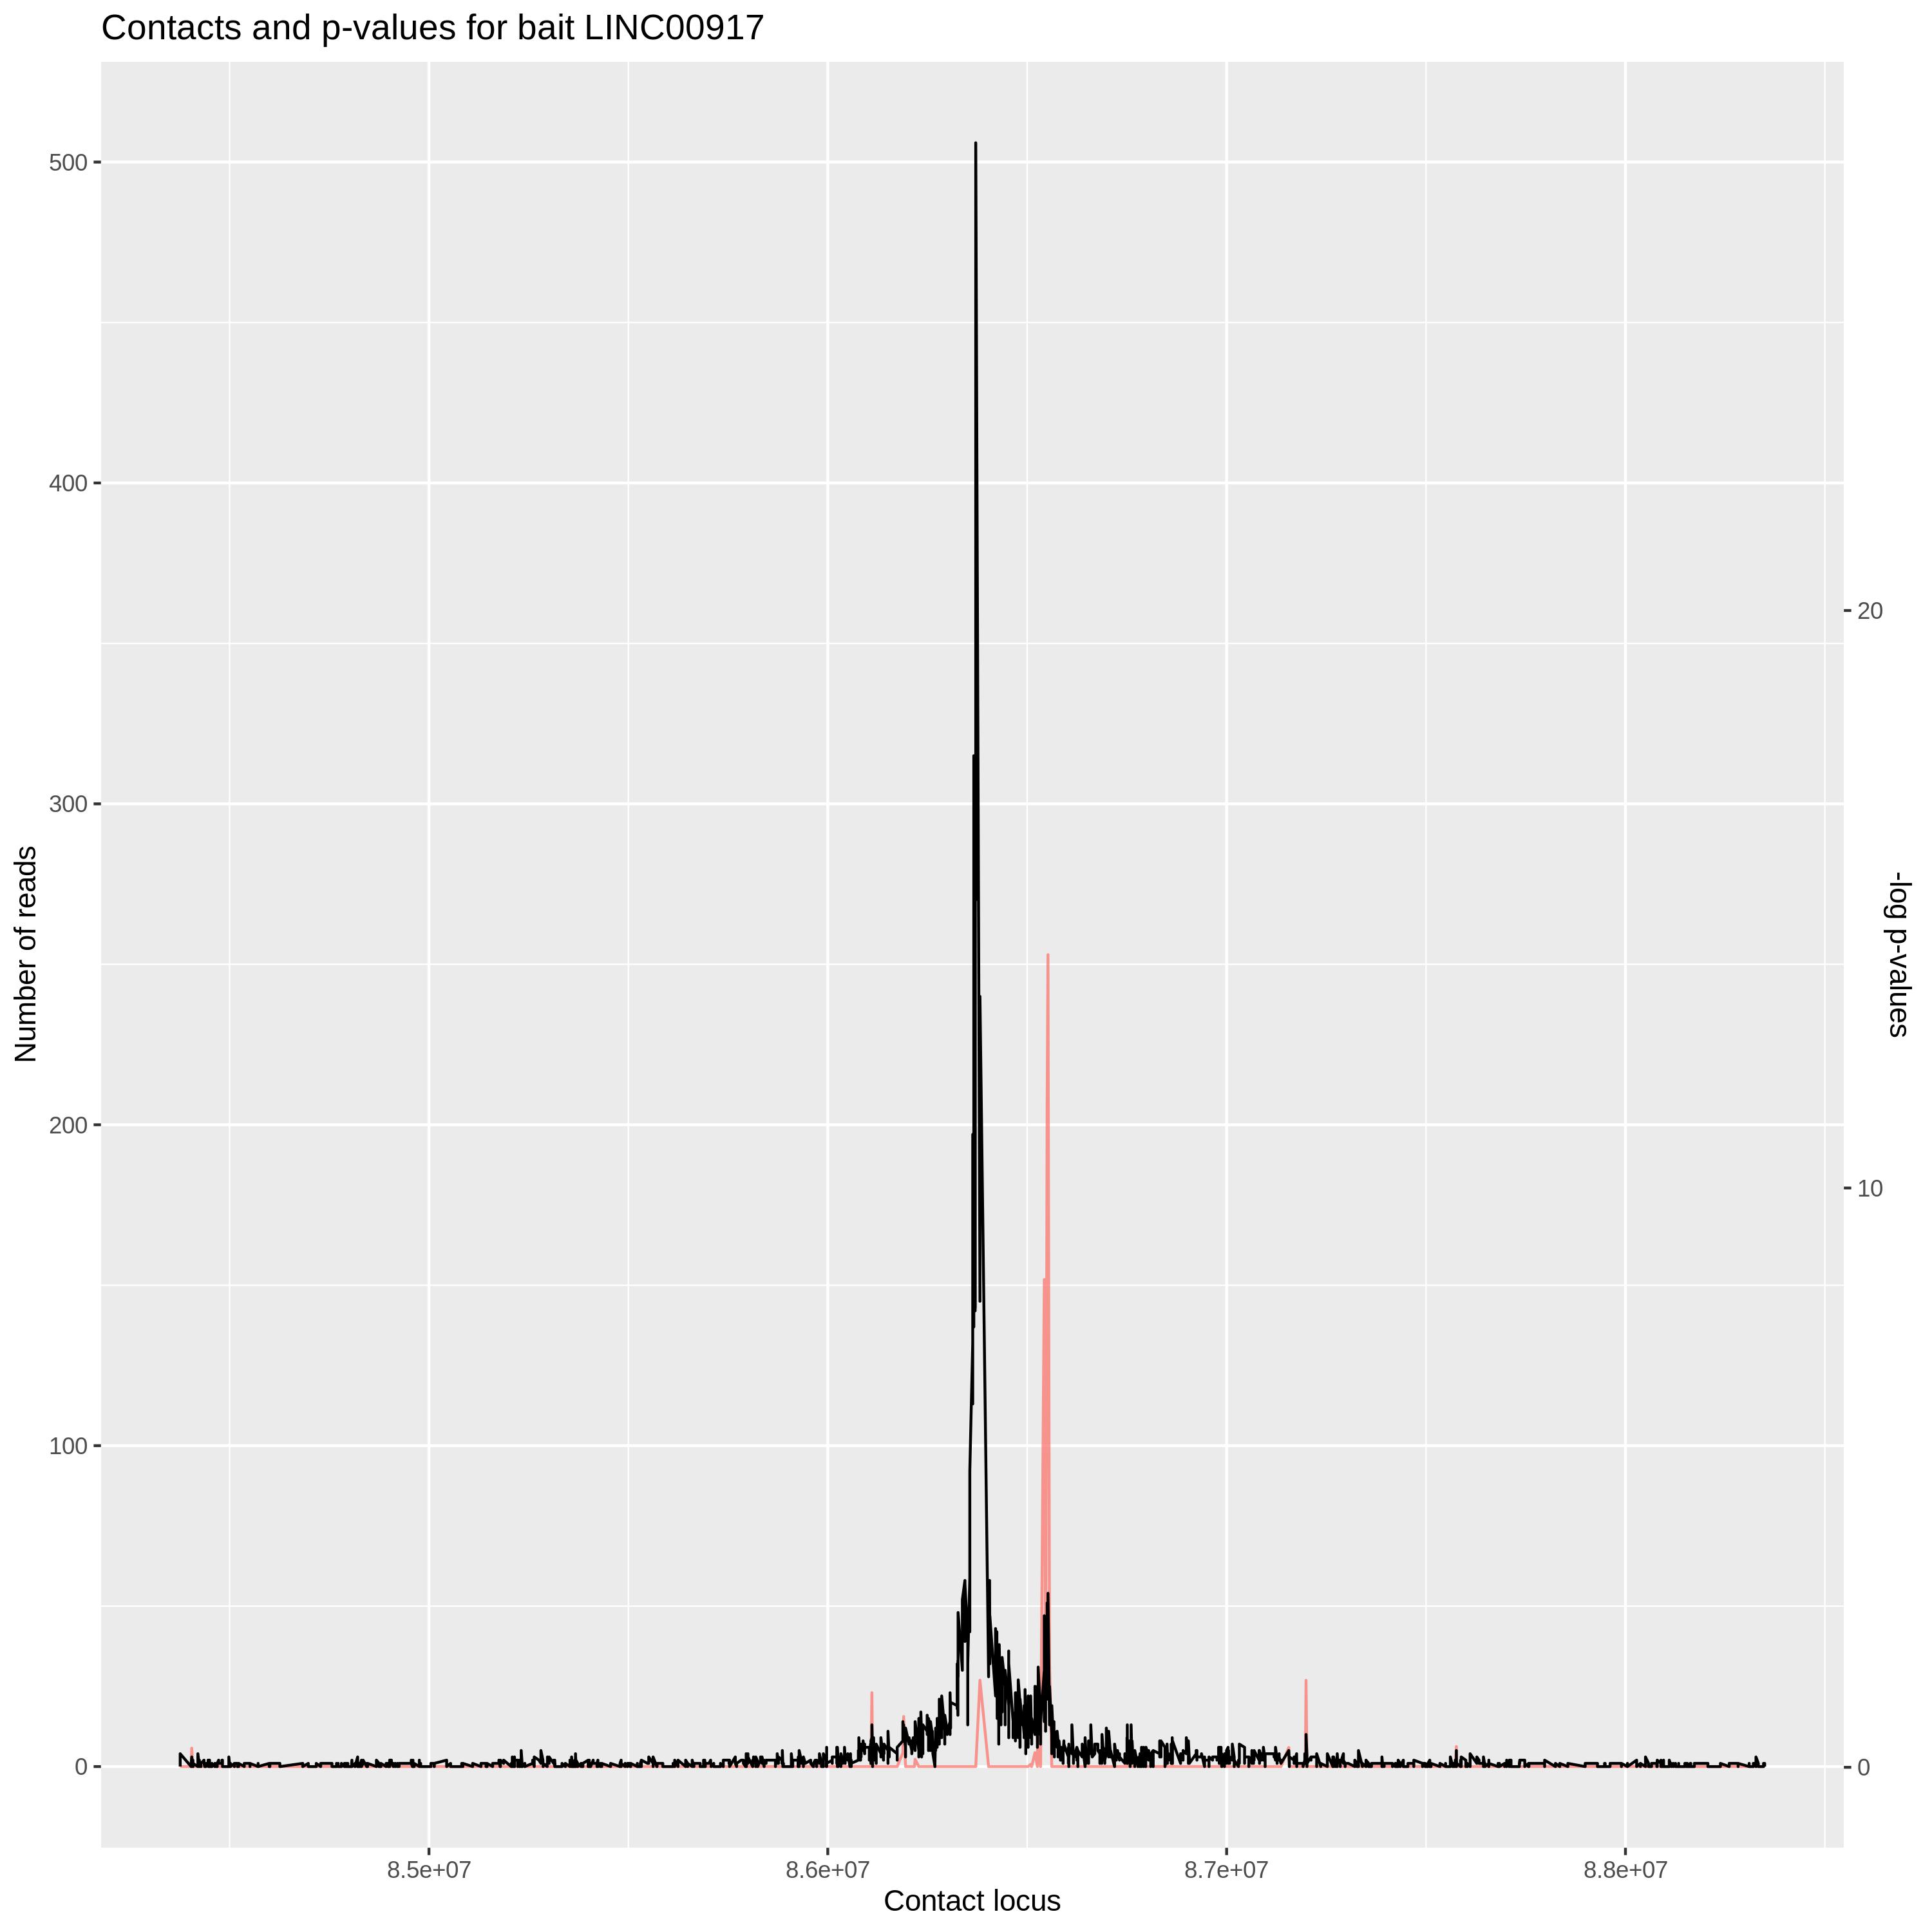 Contacts and p-values for bait LINC00917
500
400
300
200
100
0
Number of reads
20
10
0
-log p-values
8.5e+07
8.6e+07
8.7e+07
8.8e+07
Contact locus